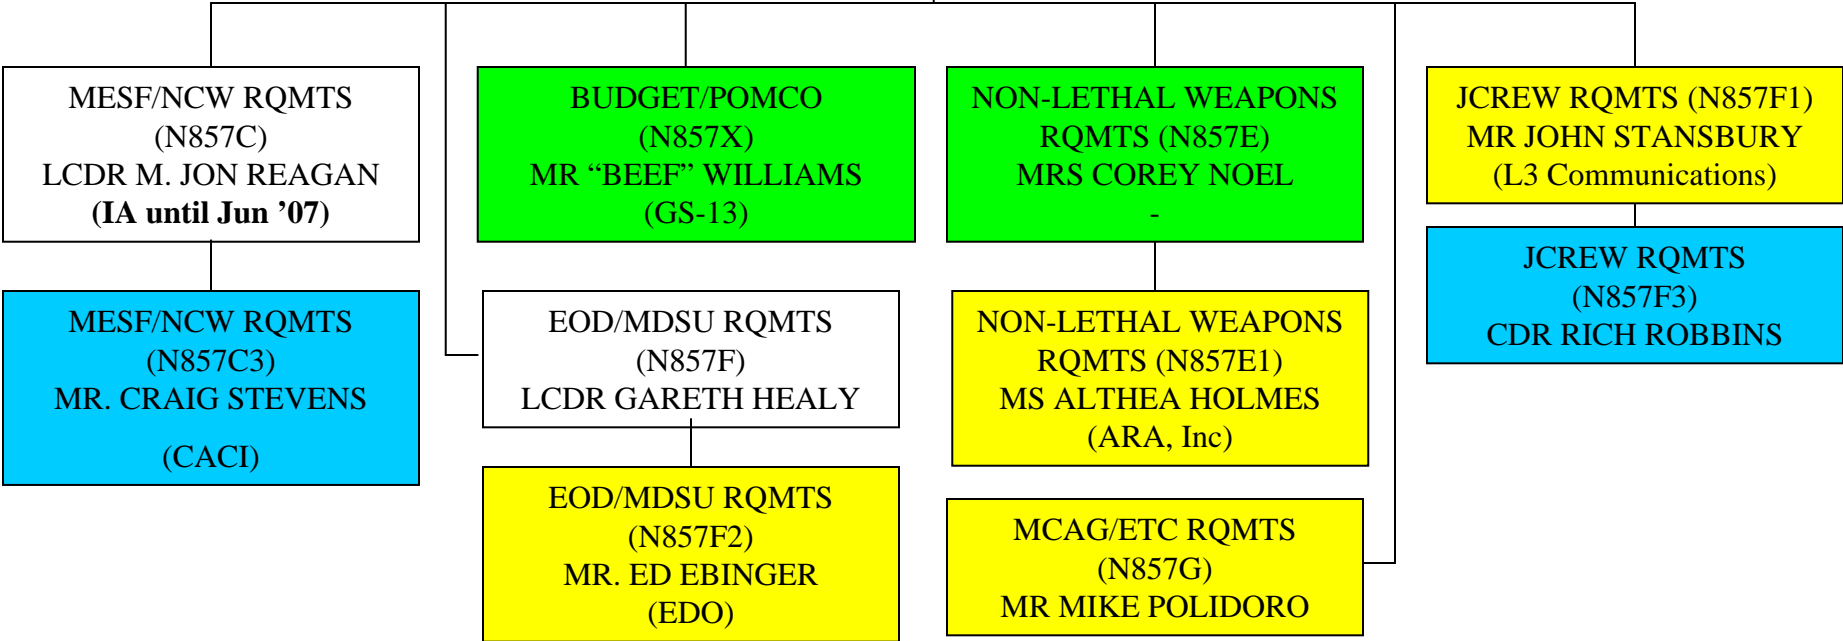 MESF/NCW RQMTS
(N857C)
LCDR M. JON REAGAN
(IA until Jun ’07)
BUDGET/POMCO
(N857X)
MR “BEEF” WILLIAMS
(GS-13)
NON-LETHAL WEAPONS
RQMTS (N857E)
MRS COREY NOEL
-
JCREW RQMTS (N857F1)
MR JOHN STANSBURY
(L3 Communications)
JCREW RQMTS
(N857F3)
CDR RICH ROBBINS
MESF/NCW RQMTS
(N857C3)
MR. CRAIG STEVENS
(CACI)
EOD/MDSU RQMTS
(N857F)
LCDR GARETH HEALY
NON-LETHAL WEAPONS
RQMTS (N857E1)
MS ALTHEA HOLMES
(ARA, Inc)
EOD/MDSU RQMTS
(N857F2)
MR. ED EBINGER
(EDO)
MCAG/ETC RQMTS
(N857G)
MR MIKE POLIDORO